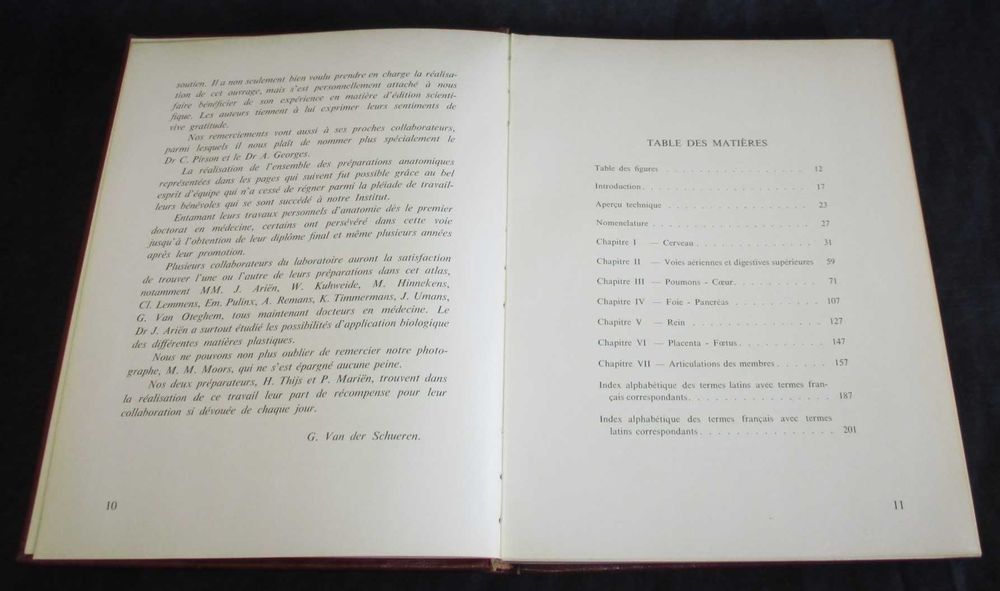 soutien. Il a non seulement bien voulu prendre en charge la réalisa-
tion de cet ouvrage, mais s'est personnellement attaché à nous
faire bénéficier de son expérience en matière d'édition scienti-
fique. Les auteurs tiennent à lui exprimer leurs sentiments de
vive gratitude.
Nos remerciements vont aussi à ses proches collaborateurs,
parmi lesquels il nous plaît de nommer plus spécialement le
Dr C. Pirson et le Dr A. Georges.
La réalisation de l'ensemble des préparations anatomiques
représentées dans les pages qui suivent fut possible grâce au bel
esprit d'équipe qui n'a cessé de régner parmi la pléiade de travail-
leurs bénévoles qui se sont succédé à notre Institut.
Entamant leurs travaux personnels d'anatomie dès le premier
doctorat en médecine, certains ont persévéré dans cette voie
jusqu'à l'obtention de leur diplôme final et même plusieurs années
après leur promotion.
Plusieurs collaborateurs du laboratoire auront la satisfaction
de trouver l'une ou l'autre de leurs préparations dans cet atlas,
notamment MM. J. Ariën, W. Kuhweide, M. Hinnekens,
Cl. Lemmens, Em. Pulinx, A. Remans, K. Timmermans, J. Umans,
G. Van Oteghem, tous maintenant docteurs en médecine. Le
Dr J. Ariën a surtout étudié les possibilités d'application biologique
des différentes matières plastiques.
Nous ne pouvons non plus oublier de remercier notre photo-
graphe, M. M. Moors, qui ne s'est épargné aucune peine.
Nos deux préparateurs, H. Thijs et P. Mariën, trouvent dans
la réalisation de ce travail leur part de récompense pour leur
collaboration si dévouée de chaque jour.
G. Van der Schueren.
10
TABLE DES MATIÈRES
Table des figures . . . . . . . . . . . . . . . . . 12
Introduction . . . . . . . . . . . . . . . . . . . 17
Aperçu technique . . . . . . . . . . . . . . . . . 23
Nomenclature . . . . . . . . . . . . . . . . . . 27
Chapitre I — Cerveau . . . . . . . . . . . . . 31
Chapitre II — Voies aériennes et digestives supérieures 59
Chapitre III — Poumons - Cœur . . . . . . . . . 71
Chapitre IV — Foie - Pancréas . . . . . . . . . 107
Chapitre V — Rein . . . . . . . . . . . . . . 127
Chapitre VI — Placenta - Fœtus . . . . . . . . . 147
Chapitre VII — Articulations des membres . . . . . . 157
Index alphabétique des termes latins avec termes fran-
çais correspondants . . . . . . . . . . . . . . . 187
Index alphabétique des termes français avec termes
latins correspondants . . . . . . . . . . . . . . 201
11